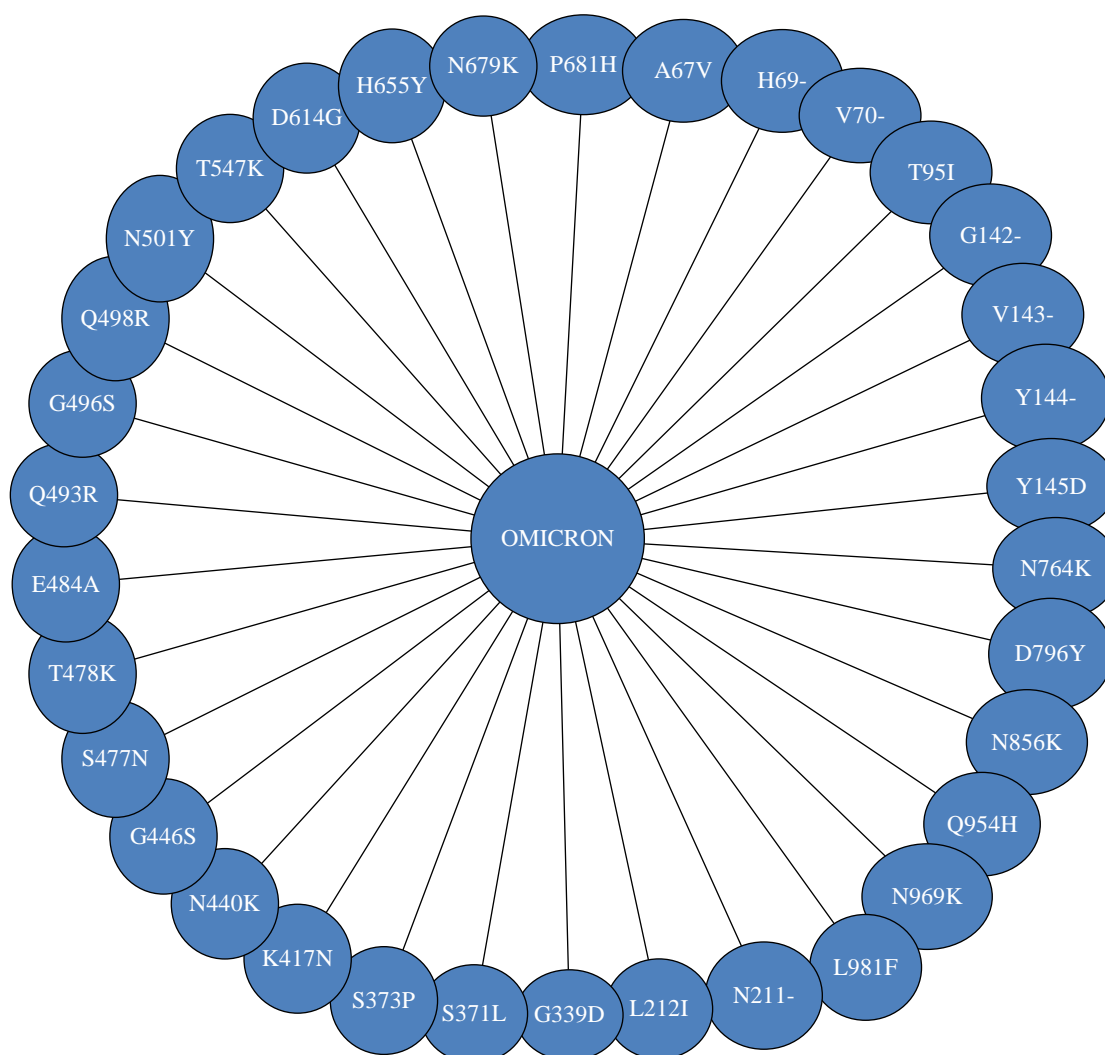 P681H
A67V
H69-
V70-
T95I
G142-
V143-
Y144-
Y145D
N764K
D796Y
N856K
Q954H
N969K
L981F
N211-
L212I
G339D
S371L
S373P
K417N
N440K
G446S
S477N
T478K
E484A
Q493R
G496S
Q498R
N501Y
T547K
D614G
H655Y
N679K
OMICRON